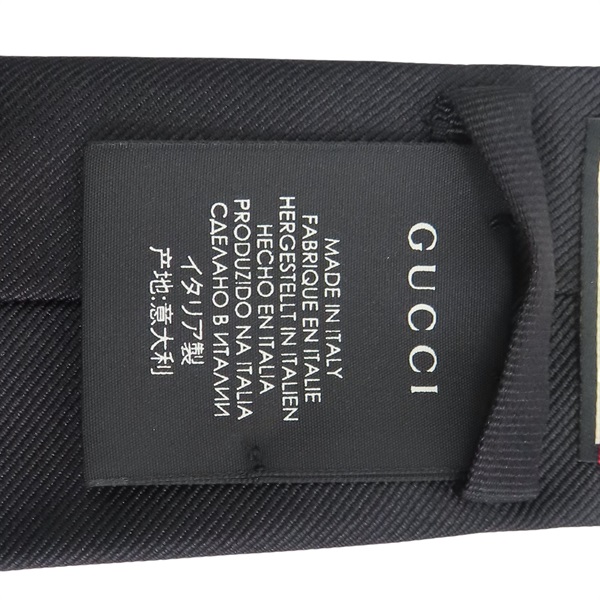 GUCCI
MADE IN ITALY
FABRIQUE EN ITALIE
HERGESTELLT IN ITALIEN
HECHO EN ITALIA
PRODUZIDO NA ITALIA
СДЕЛАНО В ИТАЛИИ
イタリア製
产地:意大利